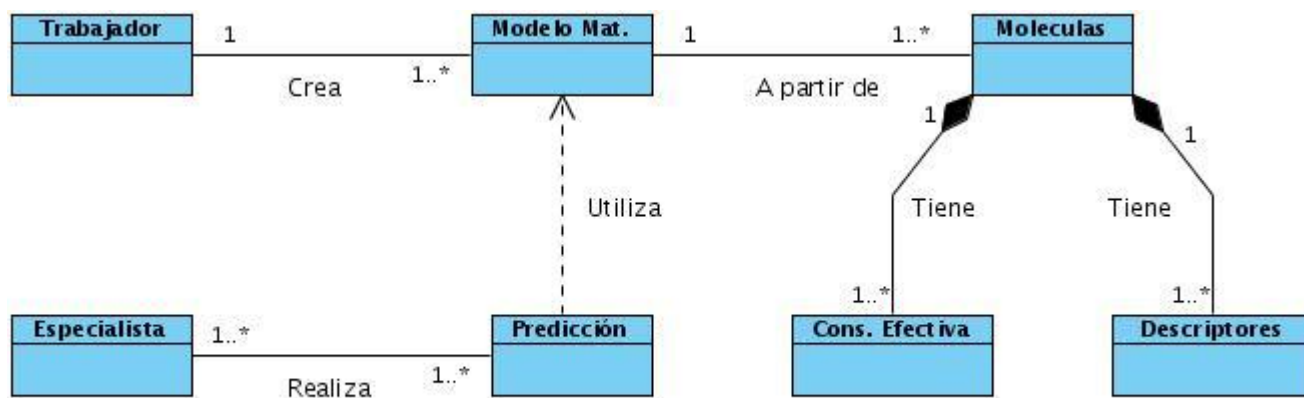 Trabajador
1
Crea
1..*
Modelo Mat.
1
A partir de
1..*
Moleculas
1
Tiene
1..*
1
Tiene
1..*
Utiliza
Especialista
1..*
Realiza
1..*
Predicción
Cons. Efectiva
Descriptores